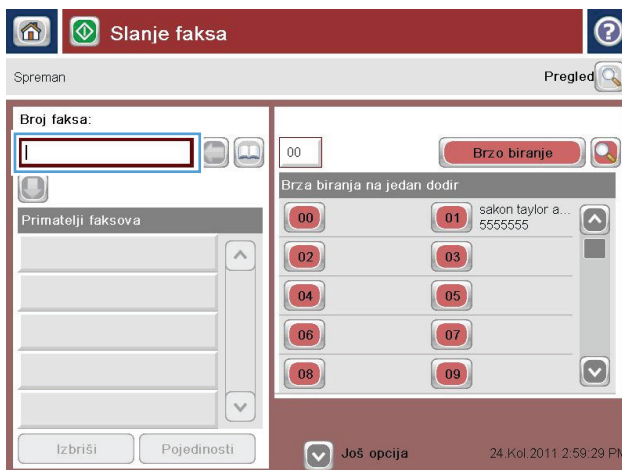 Slanje faksa
Spreman
Pregled
Broj faksa:
00
Brzo biranje
Brza biranja na jedan dodir
Primatelji faksova
00
01
sakon taylor a...
5555555
02
03
04
05
06
07
08
09
Izbriši
Pojedinosti
Još opcija
24.Kol.2011 2:59:29 PM